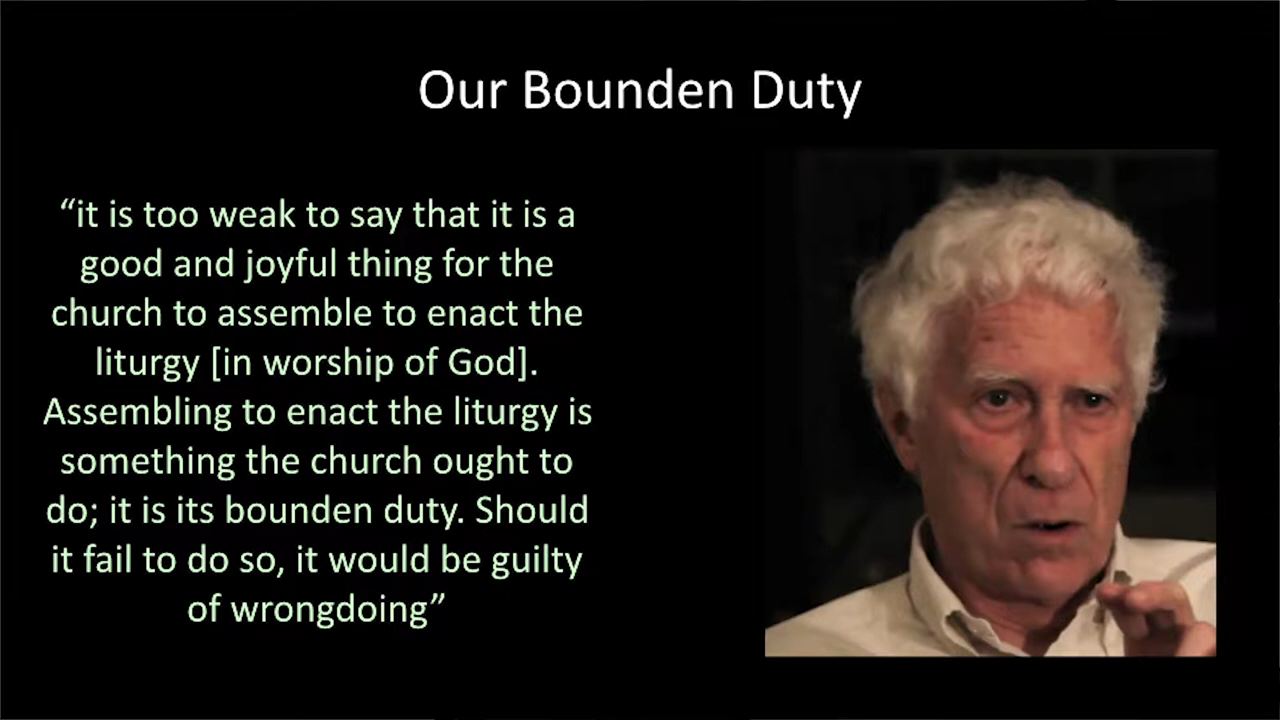 Our Bounden Duty
“it is too weak to say that it is a
good and joyful thing for the
church to assemble to enact the
liturgy [in worship of God].
Assembling to enact the liturgy is
something the church ought to
do; it is its bounden duty. Should
it fail to do so, it would be guilty
of wrongdoing”